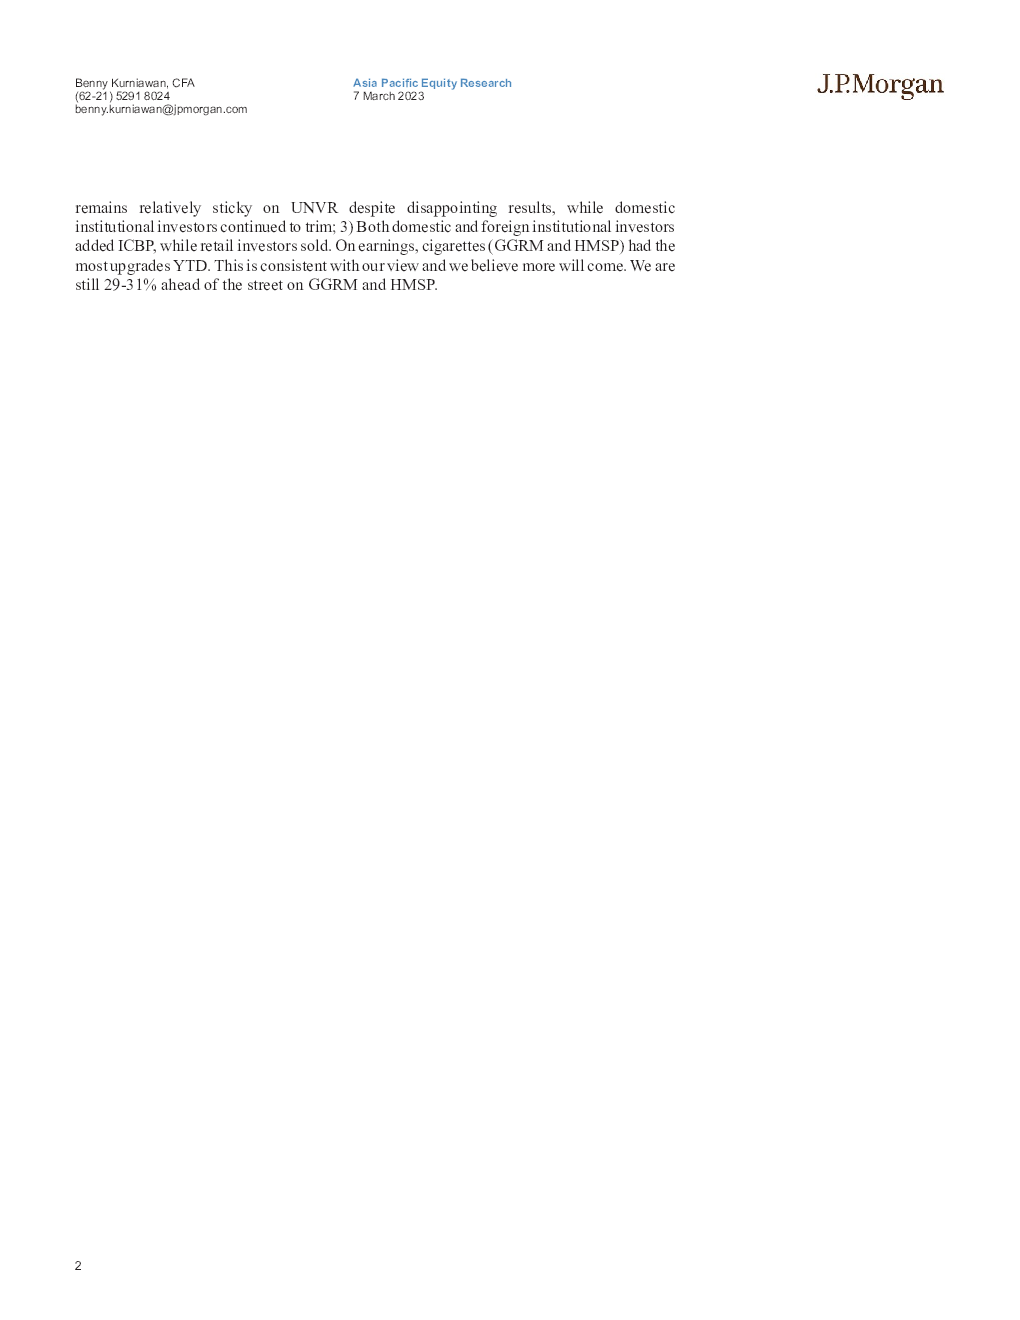 Benny Kurniawan, CFA
(62-21) 5291 8024
benny.kurniawan@jpmorgan.com
Asia Pacific Equity Research
7 March 2023
J.P.Morgan
remains relatively sticky on UNVR despite disappointing results, while domestic
institutional investors continued to trim; 3) Both domestic and foreign institutional investors
added ICBP, while retail investors sold. On earnings, cigarettes (GGRM and HMSP) had the
most upgrades YTD. This is consistent with our view and we believe more will come. We are
still 29-31% ahead of the street on GGRM and HMSP.
2